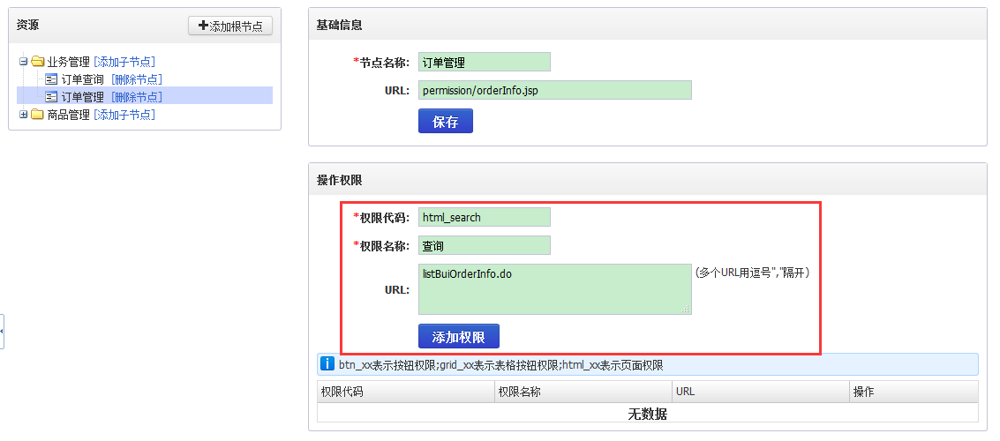 资源
添加根节点
业务管理 [添加子节点]
订单查询 [删除节点]
订单管理 [删除节点]
商品管理 [添加子节点]
基础信息
*节点名称: 订单管理
URL: permission/orderInfo.jsp
保存
操作权限
*权限代码: html_search
*权限名称: 查询
URL: listBuiOrderInfo.do (多个URL用逗号","隔开)
添加权限
btn_xx表示按钮权限;grid_xx表示表格按钮权限;html_xx表示页面权限
权限代码 权限名称 URL 操作
无数据